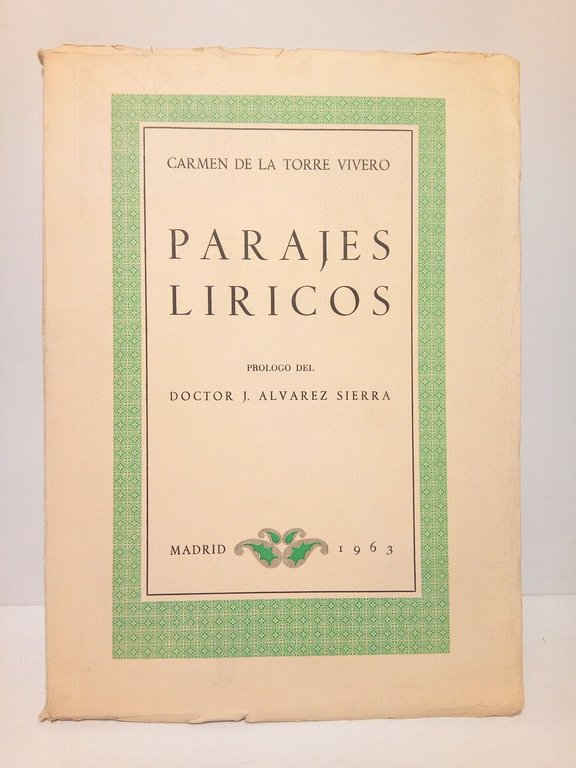 CARMEN DE LA TORRE VIVERO
PARAJES
LIRICOS
PROLOGO DEL
DOCTOR J. ALVAREZ SIERRA
MADRID 1963